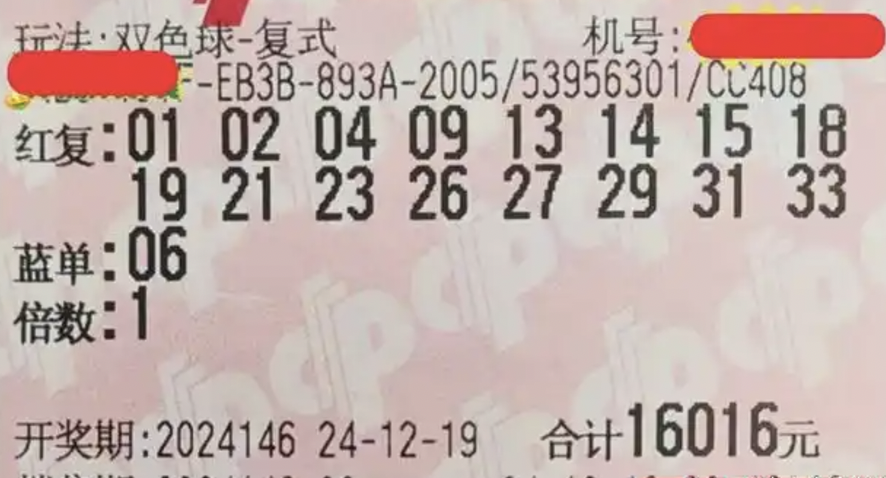 玩法:双色球-复式 机号:
-EB3B-893A-2005/53956301/CC408
红复:01 02 04 09 13 14 15 18
19 21 23 26 27 29 31 33
蓝单:06
倍数:1
开奖期:2024146 24-12-19 合计16016元